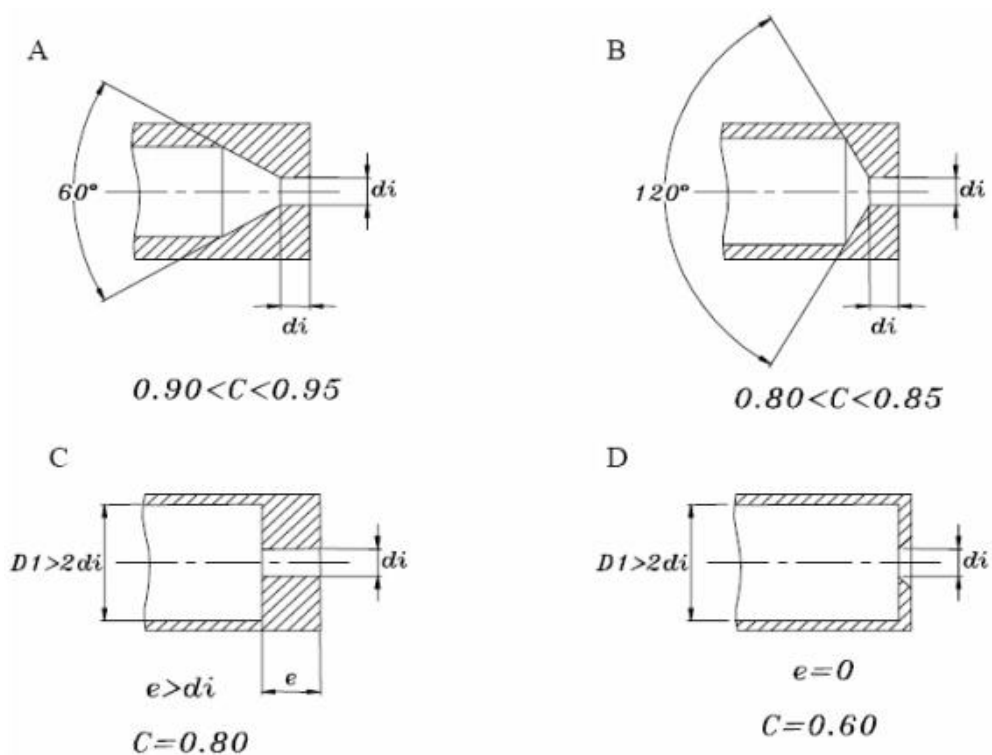 A
60°
di
di
0.90<C<0.95
B
120°
di
di
0.80<C<0.85
C
D1>2di
di
e>di
e
C=0.80
D
D1>2di
di
e=0
C=0.60